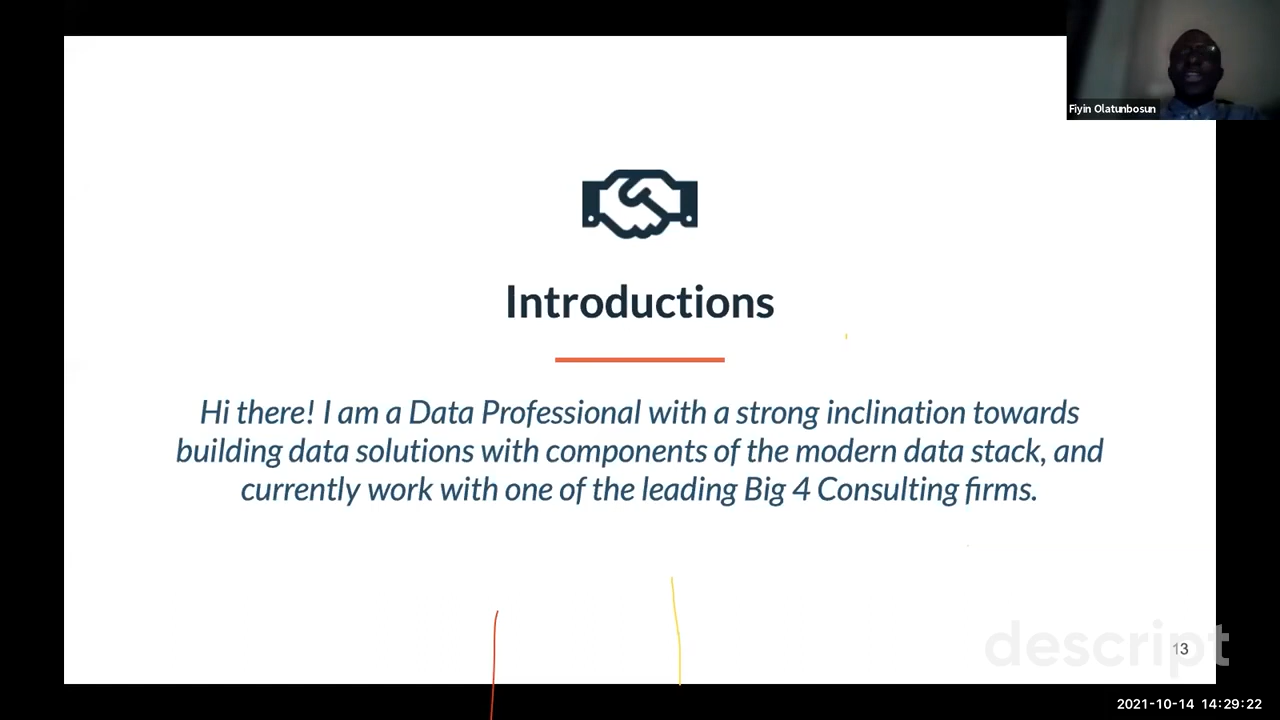 Fiyin Olatunbosun
Introductions
Hi there! I am a Data Professional with a strong inclination towards
building data solutions with components of the modern data stack, and
currently work with one of the leading Big 4 Consulting firms.
descript
13
2021-10-14 14:29:22